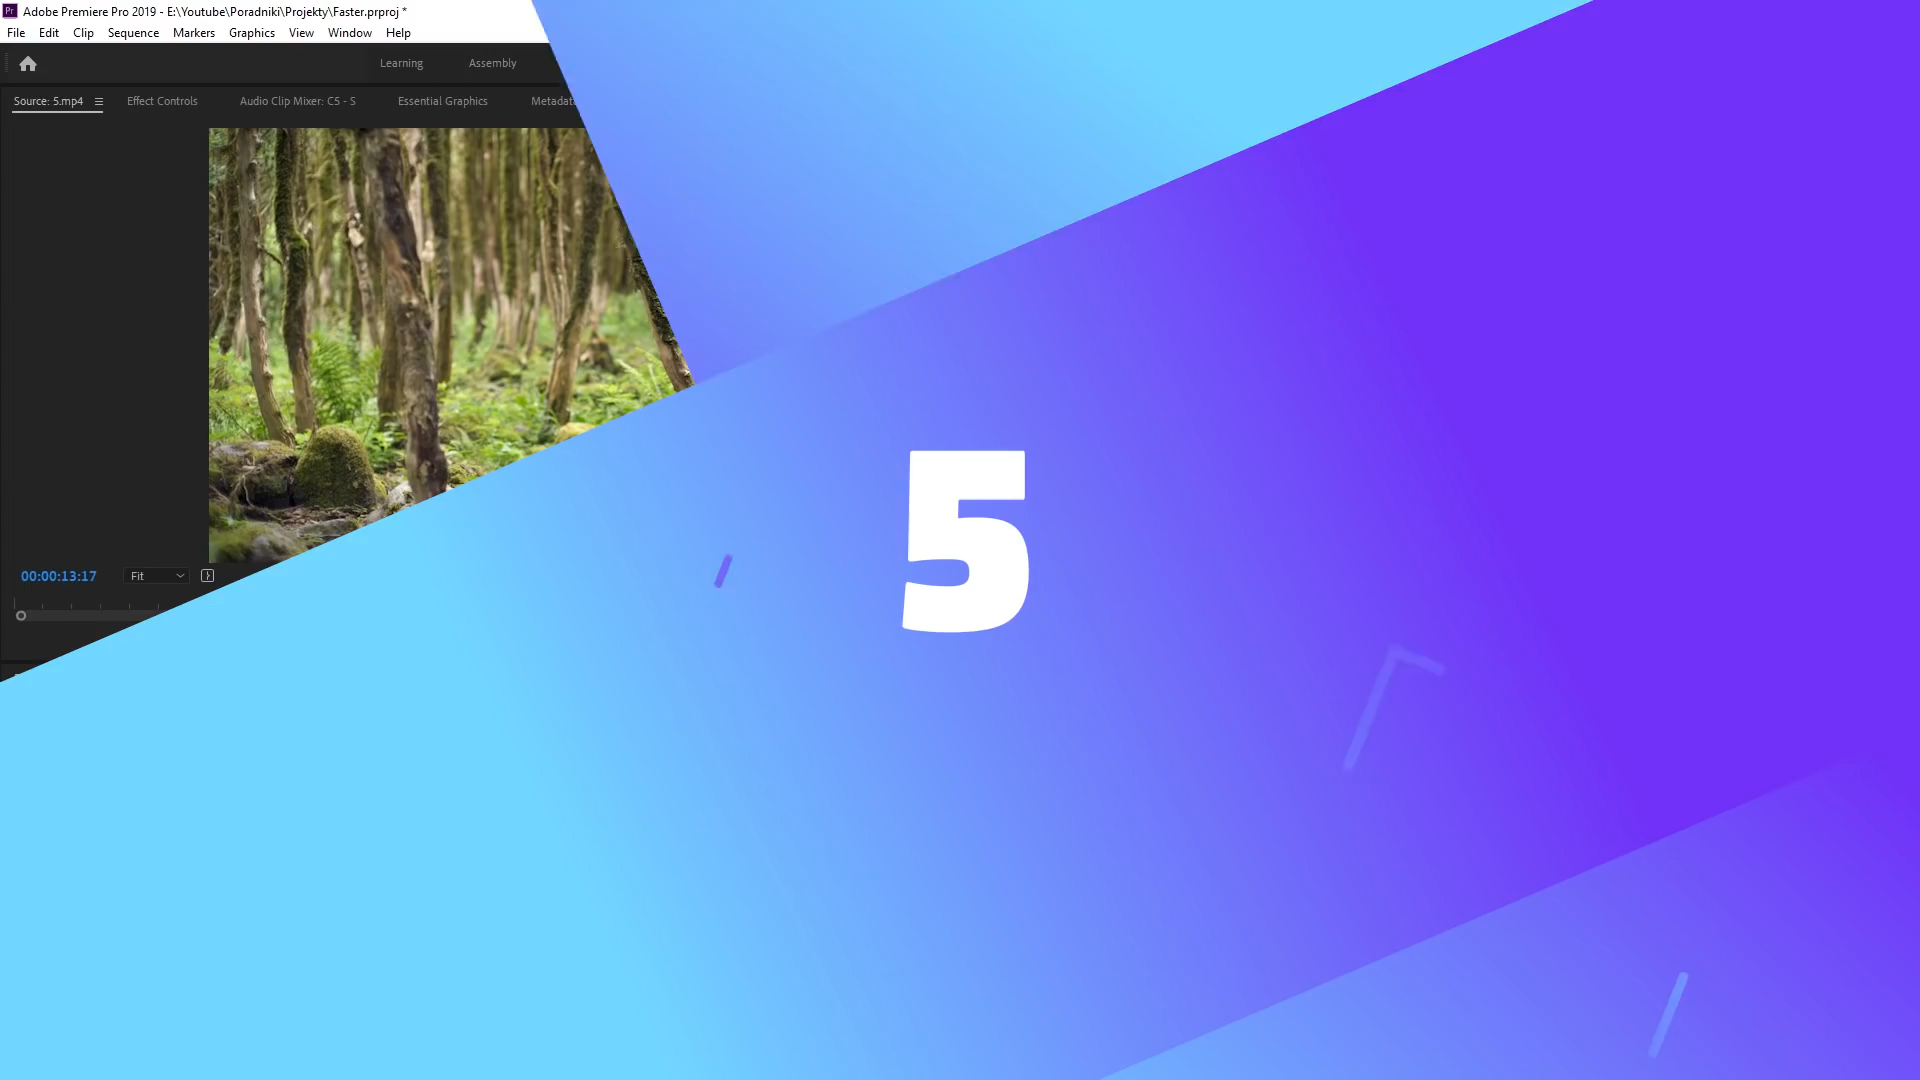 Pr Adobe Premiere Pro 2019 - E:\Youtube\Poradniki\Projekty\Faster.prproj *
File Edit Clip Sequence Markers Graphics View Window Help
Learning Assembly
Source: 5.mp4 Effect Controls Audio Clip Mixer: C5 - S Essential Graphics
5
00:00:13:17 Fit